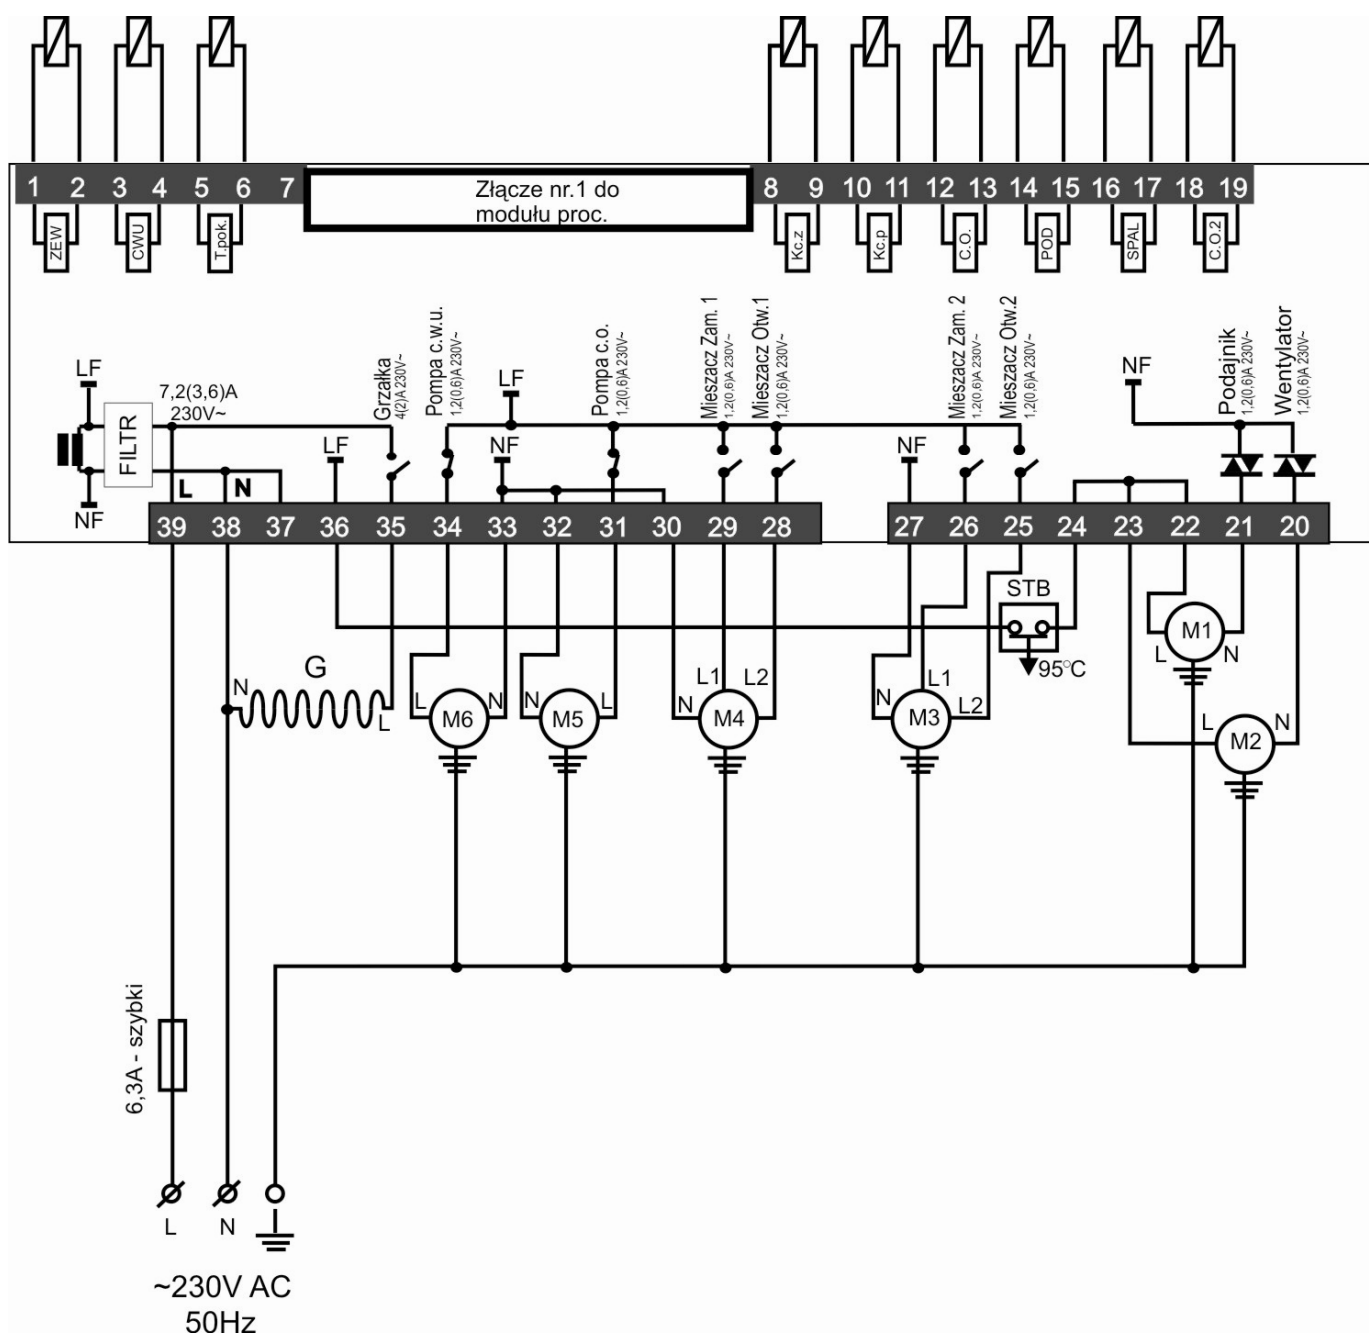 1 2 3 4 5 6 7
Złącze nr.1 do
modułu proc.
8 9 10 11 12 13 14 15 16 17 18 19
ZEW
CWU
T.pok.
Kc.z
Kc.p
C.O.
POD
SPAL
C.O.2
LF
7,2(3,6)A
230V~
FILTR
NF
L
N
Grzałka
4(2)A 230V~
Pompa c.w.u.
1,2(0,6)A 230V~
LF
LF
NF
Pompa c.o.
1,2(0,6)A 230V~
Mieszacz Zam. 1
1,2(0,6)A 230V~
Mieszacz Otw.1
1,2(0,6)A 230V~
NF
Mieszacz Zam. 2
1,2(0,6)A 230V~
Mieszacz Otw.2
1,2(0,6)A 230V~
NF
Podajnik
1,2(0,6)A 230V~
Wentylator
1,2(0,6)A 230V~
39 38 37 36 35 34 33 32 31 30 29 28
27 26 25 24 23 22 21 20
STB
95°C
G
N
L
L M6 N
N M5 L
L1 L2
N M4
L1
N M3 L2
M1
L N
L M2 N
6,3A - szybki
L N
~230V AC
50Hz